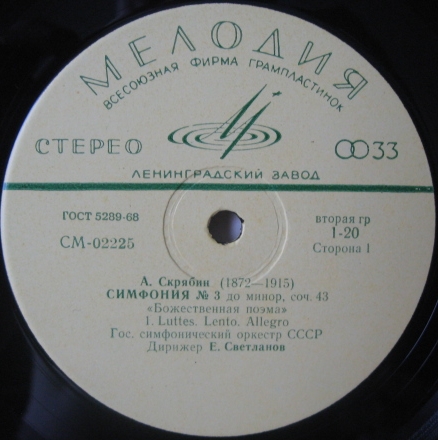 МЕЛОДИЯ
ВСЕСОЮЗНАЯ ФИРМА ГРАМПЛАСТИНОК
СТЕРЕО
33
ЛЕНИНГРАДСКИЙ ЗАВОД
ГОСТ 5289-68
вторая гр
СМ-02225
1-20
Сторона 1
А. Скрябин (1872—1915)
СИМФОНИЯ № 3 до минор, соч. 43
«Божественная поэма»
1. Luttes. Lento. Allegro
Гос. симфонический оркестр СССР
Дирижер Е. Светланов